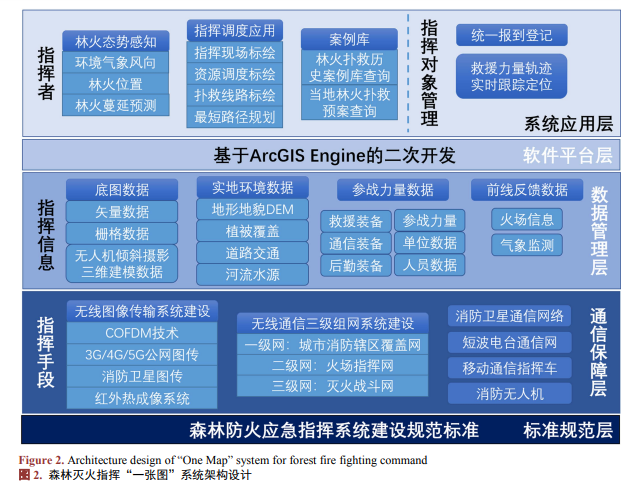 指挥者
林火态势感知
环境气象风向
林火位置
林火蔓延预测
指挥调度应用
指挥现场标绘
资源调度标绘
扑救线路标绘
最短路径规划
案例库
林火扑救历
史案例库查询
当地林火扑救
预案查询
指挥对象管理
统一报到登记
救援力量轨迹
实时跟踪定位
系统应用层
基于ArcGIS Engine的二次开发
软件平台层
指挥信息
底图数据
矢量数据
栅格数据
无人机倾斜摄影
三维建模数据
实地环境数据
地形地貌DEM
植被覆盖
道路交通
河流水源
参战力量数据
救援装备
参战力量
通信装备
单位数据
后勤装备
人员数据
前线反馈数据
火场信息
气象监测
数据管理层
指挥手段
无线图像传输系统建设
COFDM技术
3G/4G/5G公网图传
消防卫星图传
红外热成像系统
无线通信三级组网系统建设
一级网：城市消防辖区覆盖网
二级网：火场指挥网
三级网：灭火战斗网
消防卫星通信网络
短波电台通信网
移动通信指挥车
消防无人机
通信保障层
森林防火应急指挥系统建设规范标准
标准规范层
Figure 2. Architecture design of “One Map” system for forest fire fighting command
图 2. 森林灭火指挥“一张图”系统架构设计